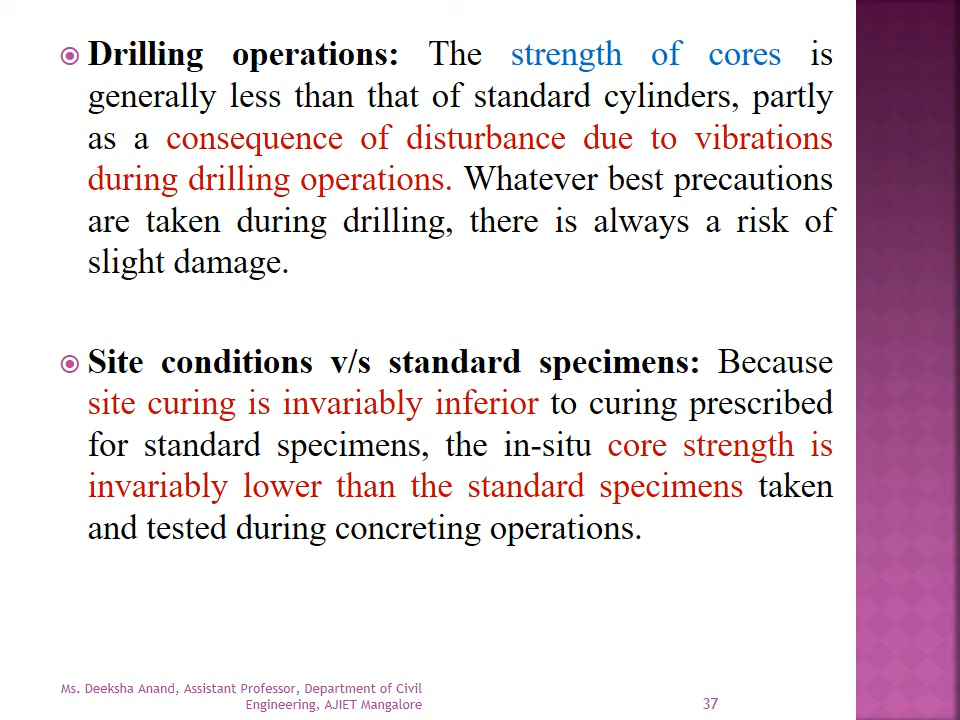 Drilling operations: The strength of cores is
generally less than that of standard cylinders, partly
as a consequence of disturbance due to vibrations
during drilling operations. Whatever best precautions
are taken during drilling, there is always a risk of
slight damage.
Site conditions v/s standard specimens: Because
site curing is invariably inferior to curing prescribed
for standard specimens, the in-situ core strength is
invariably lower than the standard specimens taken
and tested during concreting operations.
Ms. Deeksha Anand, Assistant Professor, Department of Civil
Engineering, AJIET Mangalore
37